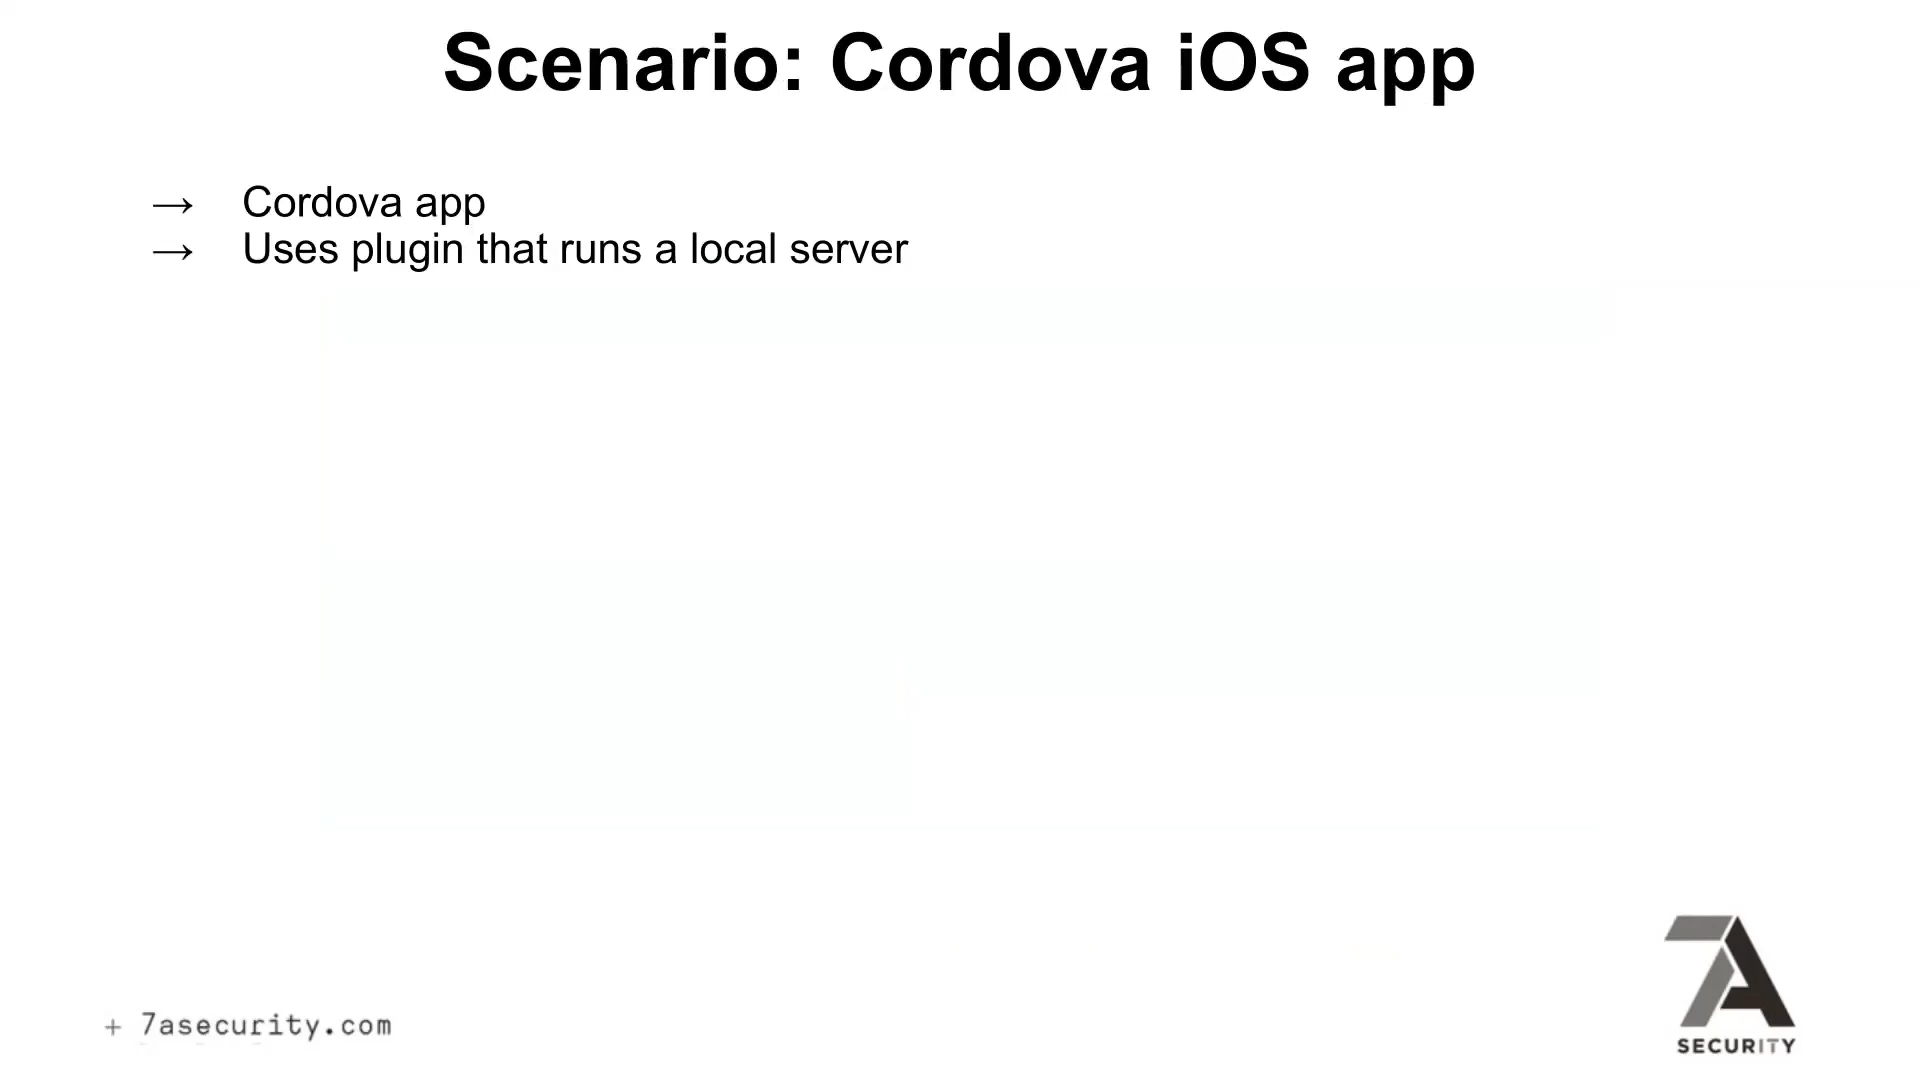 Scenario: Cordova iOS app
→ Cordova app
→ Uses plugin that runs a local server
+ 7asecurity.com
7A
SECURITY